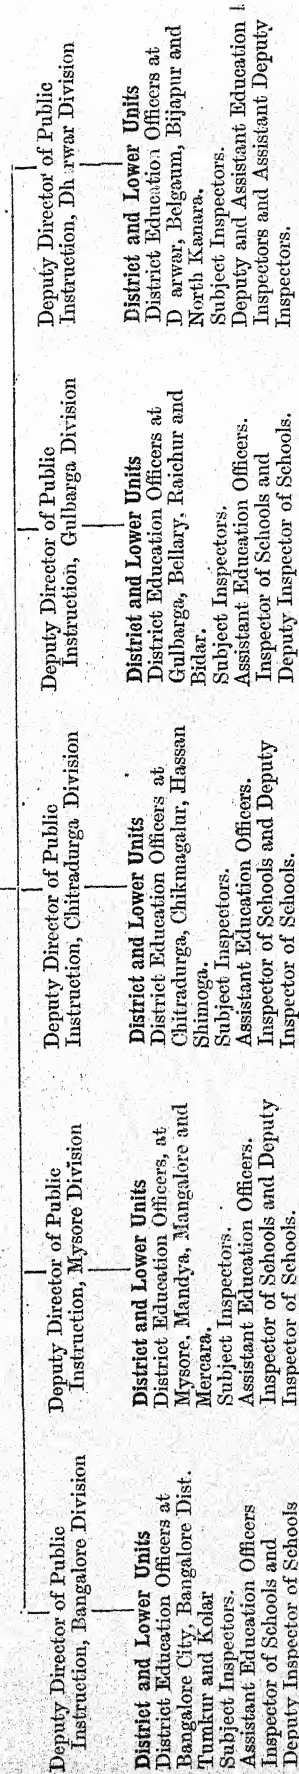 Deputy Director of Public
Instruction, Bangalore Division
District and Lower Units
District Education Officers at
Bangalore City, Bangalore Dist.
Tumkur and Kolar
Subject Inspectors.
Assistant Education Officers
Inspector of Schools and
Deputy Inspector of Schools
Deputy Director of Public
Instruction, Mysore Division
District and Lower Units
District Education Officers, at
Mysore, Mandya, Mangalore and
Mercara.
Subject Inspectors.
Assistant Education Officers.
Inspector of Schools and Deputy
Inspector of Schools.
Deputy Director of Public
Instruction, Chitradurga Division
District and Lower Units
District Education Officers at
Chitradurga, Chikmagalur, Hassan
Shimoga.
Subject Inspectors.
Assistant Education Officers.
Inspector of Schools and Deputy
Inspector of Schools.
Deputy Director of Public
Instruction, Gulbarga Division
District and Lower Units
District Education Officers at
Gulbarga, Bellary, Raichur and
Bidar.
Subject Inspectors.
Assistant Education Officers.
Inspector of Schools and
Deputy Inspector of Schools.
Deputy Director of Public
Instruction, Dh rwar Division
District and Lower Units
District Education Officers at
D arwar, Belgaum, Bijapur and
North Kanara.
Subject Inspectors.
Deputy and Assistant Education
Inspectors and Assistant Deputy
Inspectors.